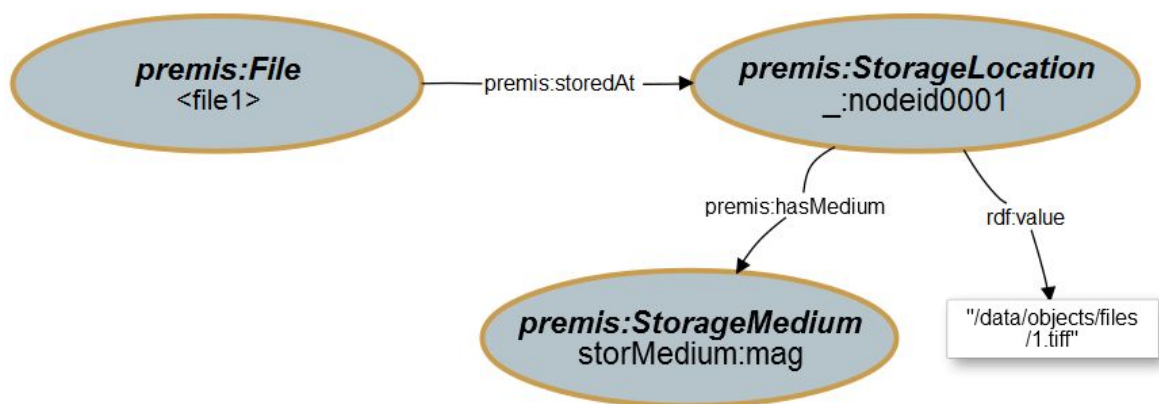 premis:File
<file1>
premis:storedAt
premis:StorageLocation
_:nodeid0001
premis:hasMedium
rdf:value
premis:StorageMedium
storMedium:mag
"/data/objects/files
/1.tiff"